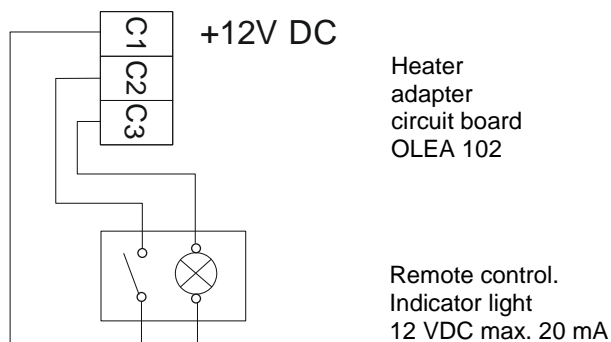 C1
+12V DC
C2
C3
Heater
adapter
circuit board
OLEA 102
Remote control.
Indicator light
12 VDC max. 20 mA